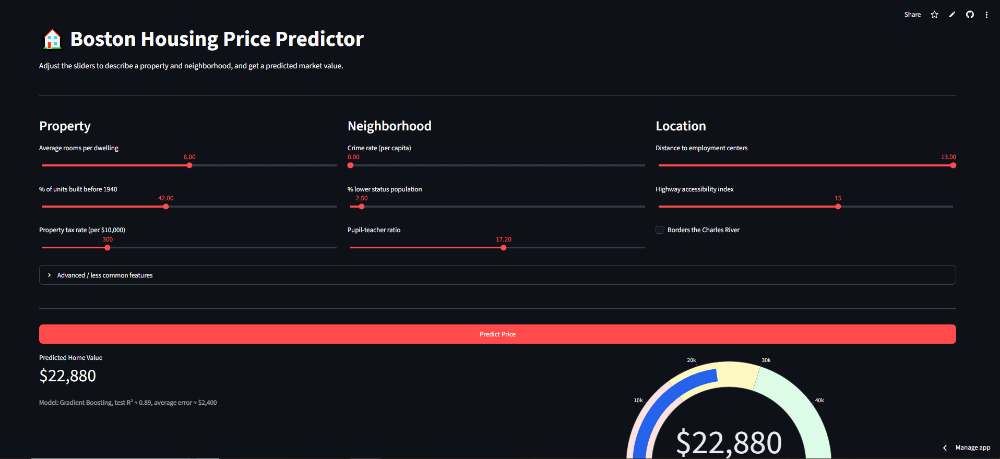 Share
Boston Housing Price Predictor
Adjust the sliders to describe a property and neighborhood, and get a predicted market value.
Property
Average rooms per dwelling
6.00
% of units built before 1940
42.00
Property tax rate (per $10,000)
300
Neighborhood
Crime rate (per capita)
0.00
% lower status population
2.50
Pupil-teacher ratio
17.20
Location
Distance to employment centers
13.00
Highway accessibility index
15
Borders the Charles River
Advanced / less common features
Predict Price
Predicted Home Value
$22,880
Model: Gradient Boosting, test R² ≈ 0.89, average error ≈ $2,400
10k
20k
30k
40k
$22,880
Manage app